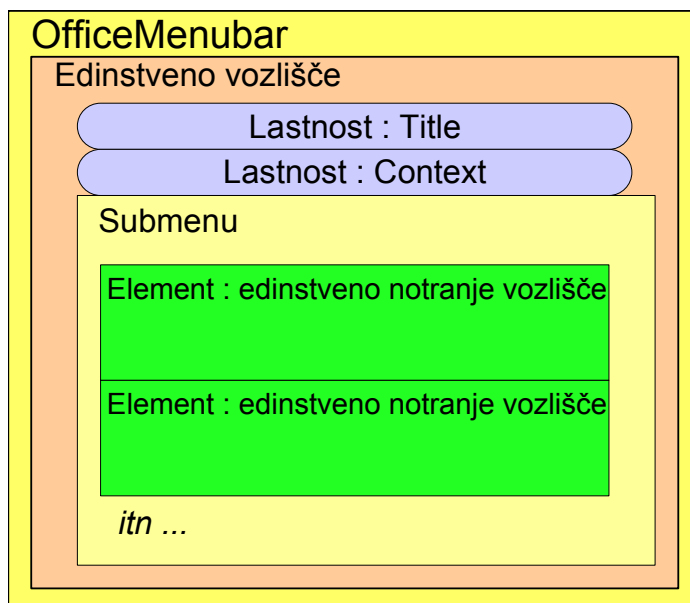 OfficeMenubar
Edinstveno vozlišče
Lastnost : Title
Lastnost : Context
Submenu
Element : edinstveno notranje vozlišče
Element : edinstveno notranje vozlišče
itn ...